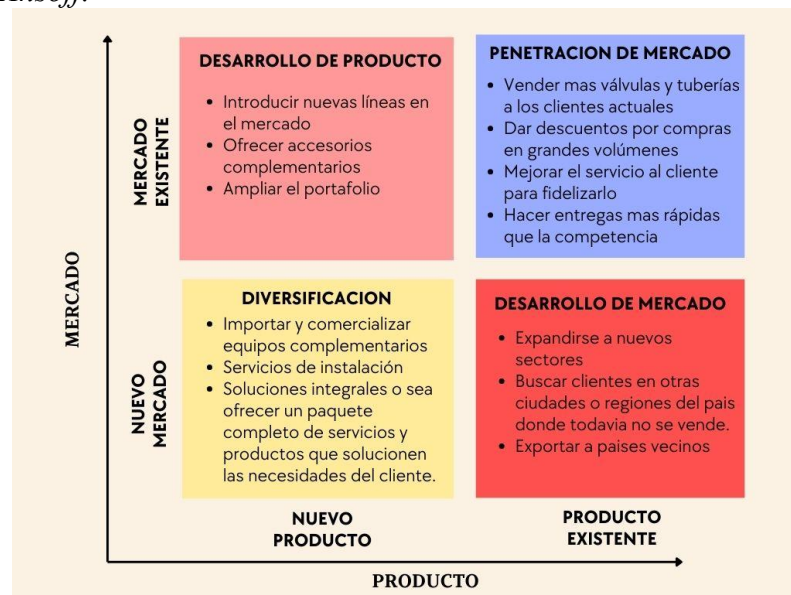 MERCADO
MERCADO
EXISTENTE
DESARROLLO DE PRODUCTO
• Introducir nuevas líneas en
el mercado
• Ofrecer accesorios
complementarios
• Ampliar el portafolio
PENETRACION DE MERCADO
• Vender mas válvulas y tuberías
a los clientes actuales
• Dar descuentos por compras
en grandes volúmenes
• Mejorar el servicio al cliente
para fidelizarlo
• Hacer entregas mas rápidas
que la competencia
NUEVO
MERCADO
DIVERSIFICACION
• Importar y comercializar
equipos complementarios
• Servicios de instalación
• Soluciones integrales o sea
ofrecer un paquete
completo de servicios y
productos que solucionen
las necesidades del cliente.
DESARROLLO DE MERCADO
• Expandirse a nuevos
sectores
• Buscar clientes en otras
ciudades o regiones del pais
donde todavia no se vende.
• Exportar a paises vecinos
NUEVO
PRODUCTO
PRODUCTO
EXISTENTE
PRODUCTO